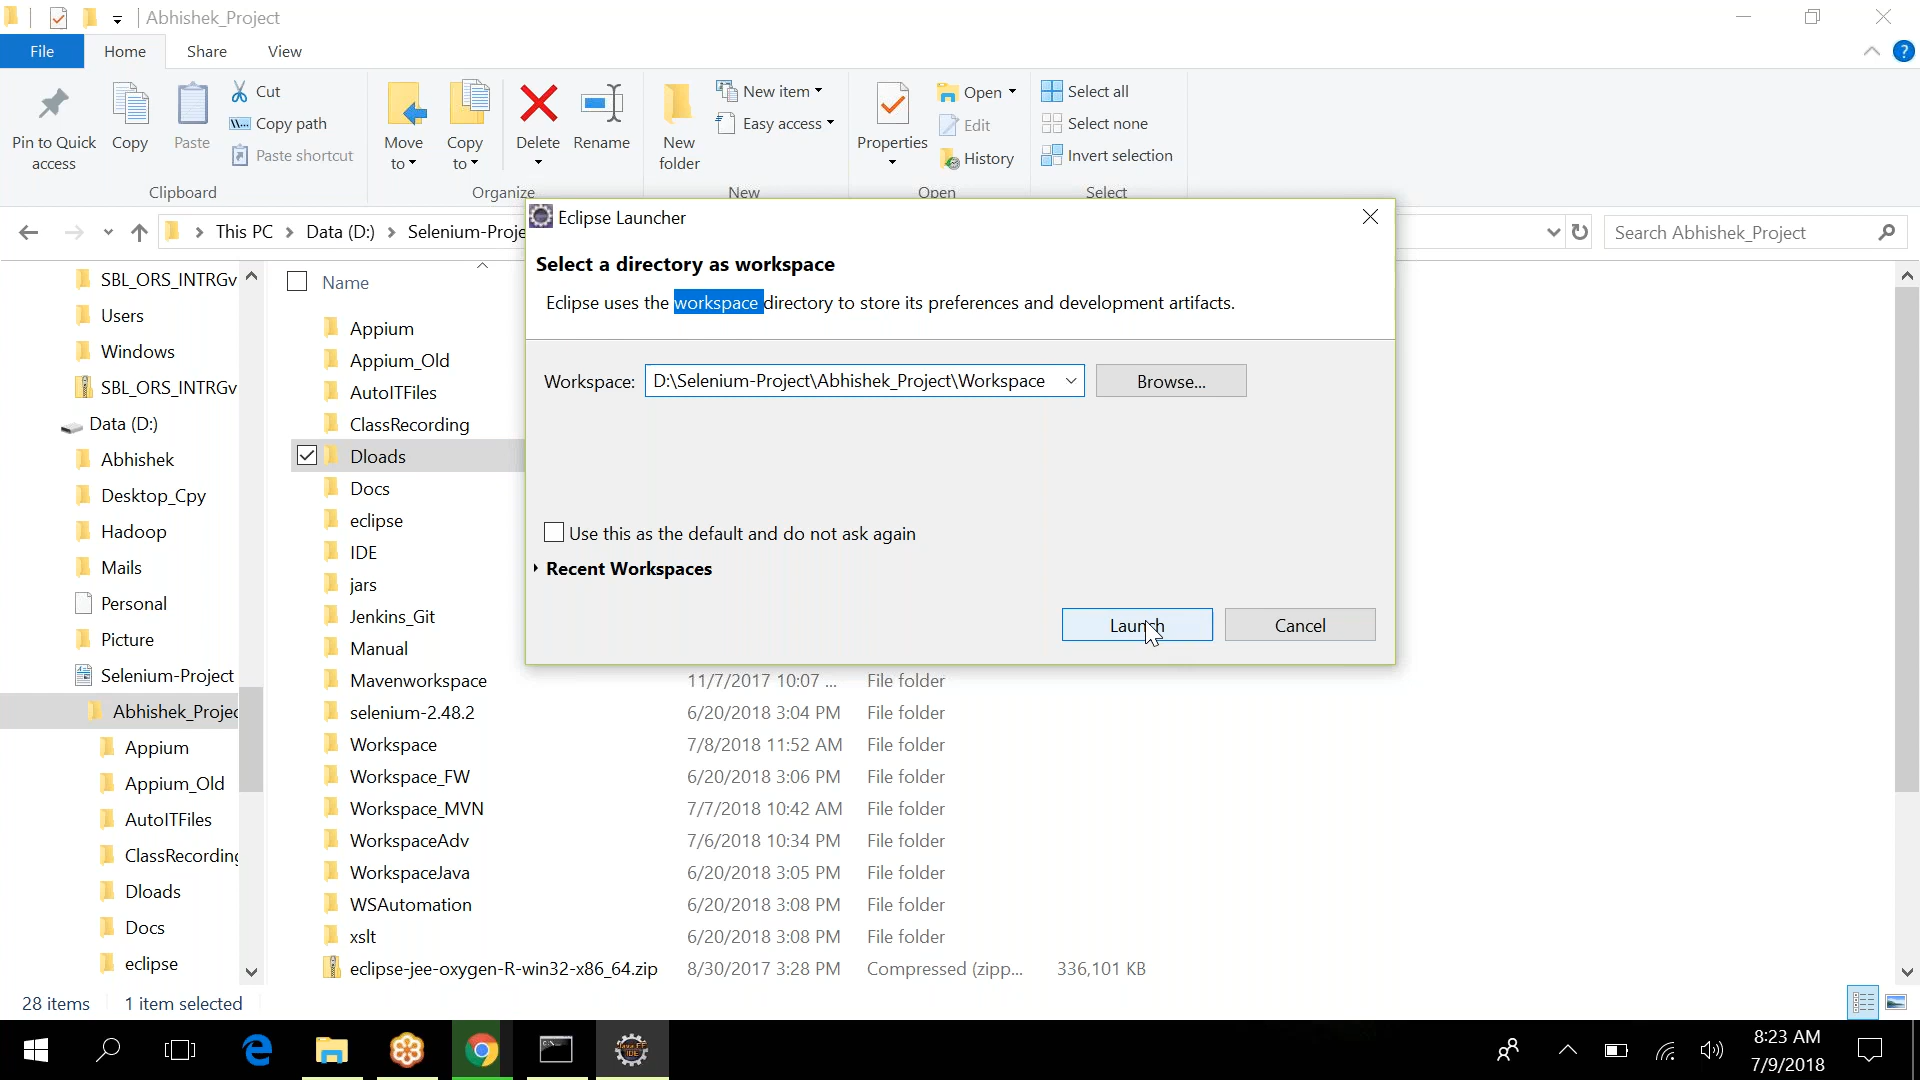 Abhishek_Project
File Home Share View
Pin to Quick access
Copy
Paste
Cut
Copy path
Paste shortcut
Clipboard
Move to
Copy to
Delete
Rename
Organize
New folder
New item
Easy access
New
Properties
Open
Edit
History
Open
Select all
Select none
Invert selection
Select
This PC > Data (D:) > Selenium-Proje
Search Abhishek_Project
SBL_ORS_INTRGv
Users
Windows
SBL_ORS_INTRGv
Data (D:)
Abhishek
Desktop_Cpy
Hadoop
Mails
Personal
Picture
Selenium-Project
Abhishek_Projec
Appium
Appium_Old
AutoITFiles
ClassRecording
Dloads
Docs
eclipse
Name
Appium
Appium_Old
AutoITFiles
ClassRecording
Dloads
Docs
eclipse
IDE
jars
Jenkins_Git
Manual
Mavenworkspace 11/7/2017 10:07 ... File folder
selenium-2.48.2 6/20/2018 3:04 PM File folder
Workspace 7/8/2018 11:52 AM File folder
Workspace_FW 6/20/2018 3:06 PM File folder
Workspace_MVN 7/7/2018 10:42 AM File folder
WorkspaceAdv 7/6/2018 10:34 PM File folder
WorkspaceJava 6/20/2018 3:05 PM File folder
WSAutomation 6/20/2018 3:08 PM File folder
xslt 6/20/2018 3:08 PM File folder
eclipse-jee-oxygen-R-win32-x86_64.zip 8/30/2017 3:28 PM Compressed (zipp... 336,101 KB
Eclipse Launcher
Select a directory as workspace
Eclipse uses the workspace directory to store its preferences and development artifacts.
Workspace: D:\Selenium-Project\Abhishek_Project\Workspace Browse...
Use this as the default and do not ask again
Recent Workspaces
Launch Cancel
28 items 1 item selected
Java EE
IDE
8:23 AM
7/9/2018